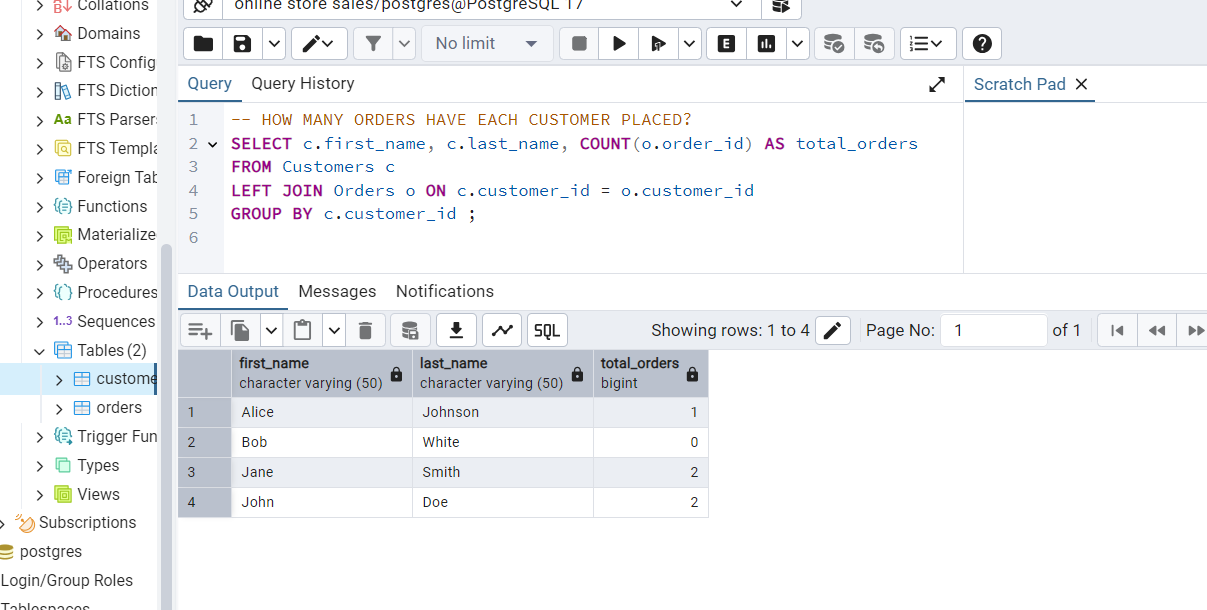 Collations
Domains
FTS Config
FTS Diction
Aa FTS Parser
FTS Templa
Foreign Tab
{≡} Functions
Materialize
Operators
{} Procedures
1..3 Sequences
Tables (2)
custome
orders
Trigger Fun
Types
Views
Subscriptions
postgres
Login/Group Roles
Tablespaces
online store sales/postgres@PostgreSQL 17
No limit
E
Query Query History
Scratch Pad
1 -- HOW MANY ORDERS HAVE EACH CUSTOMER PLACED?
2 SELECT c.first_name, c.last_name, COUNT(o.order_id) AS total_orders
3 FROM Customers c
4 LEFT JOIN Orders o ON c.customer_id = o.customer_id
5 GROUP BY c.customer_id ;
6
Data Output Messages Notifications
SQL Showing rows: 1 to 4 Page No: 1 of 1
first_name last_name total_orders
character varying (50) character varying (50) bigint
1 Alice Johnson 1
2 Bob White 0
3 Jane Smith 2
4 John Doe 2